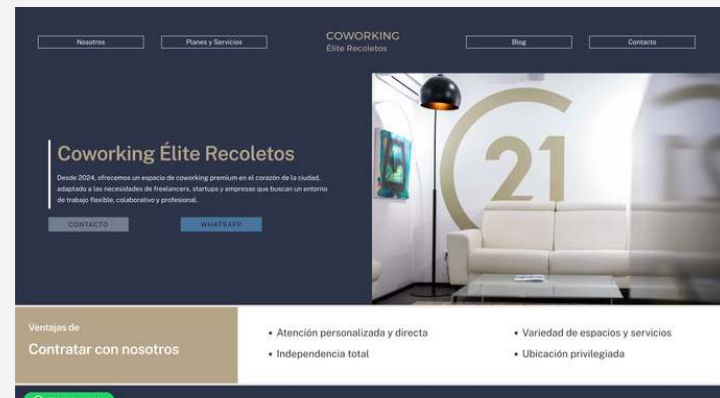 Nosotros
Planes y Servicios
COWORKING
Élite Recoletos
Blog
Contacto
21
Coworking Élite Recoletos
Desde 2024, ofrecemos un espacio de coworking premium en el corazón de la ciudad,
adaptado a las necesidades de freelancers, startups y empresas que buscan un entorno
de trabajo flexible, colaborativo y profesional.
CONTACTO
WHATSAPP
Ventajas de
Contratar con nosotros
• Atención personalizada y directa
• Independencia total
• Variedad de espacios y servicios
• Ubicación privilegiada